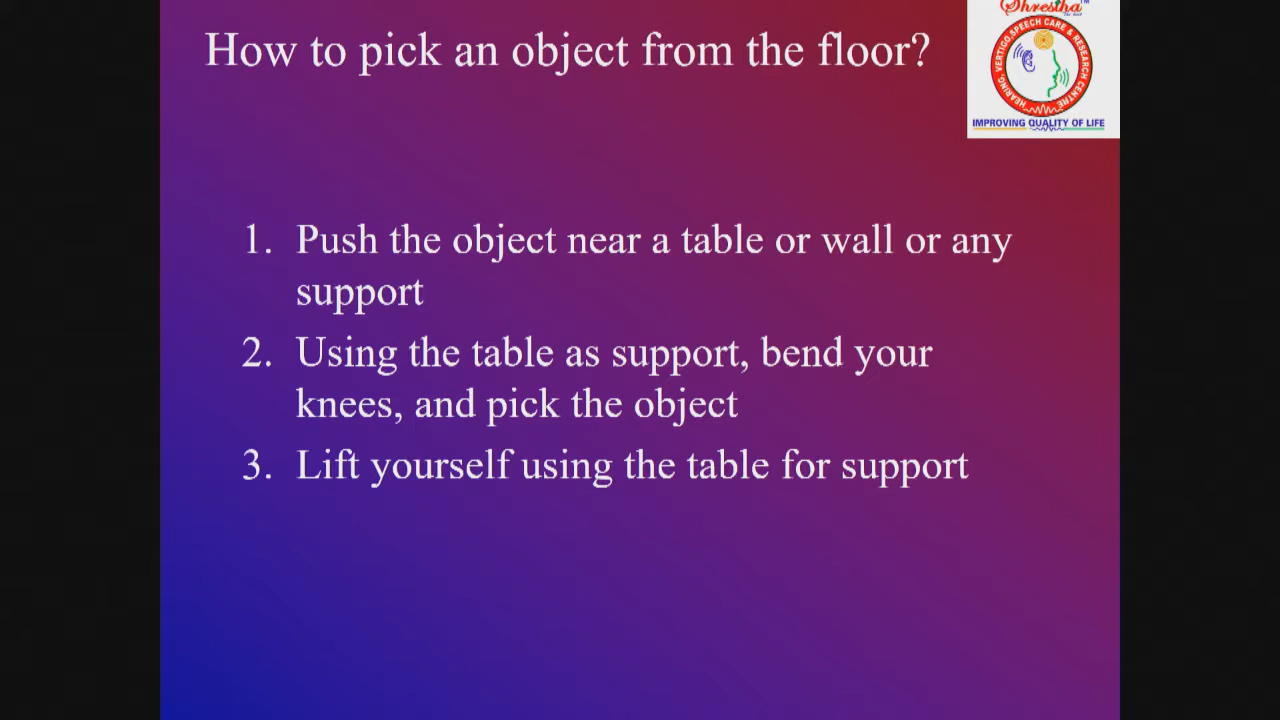 How to pick an object from the floor?
Shrestha™
HEARING, VERTIGO, SPEECH CARE & RESEARCH CENTRE
IMPROVING QUALITY OF LIFE
1. Push the object near a table or wall or any
support
2. Using the table as support, bend your
knees, and pick the object
3. Lift yourself using the table for support